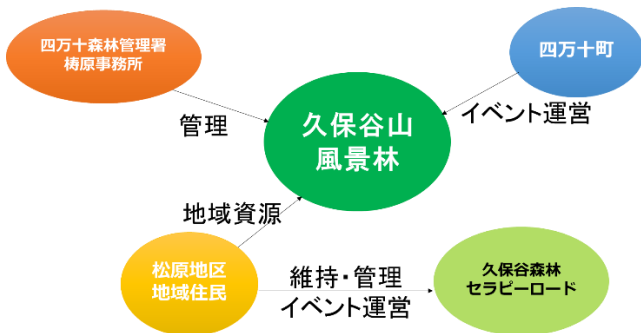 四万十森林管理署
梼原事務所
四万十町
久保谷山
風景林
管理
イベント運営
地域資源
松原地区
地域住民
維持・管理
イベント運営
久保谷森林
セラピーロード